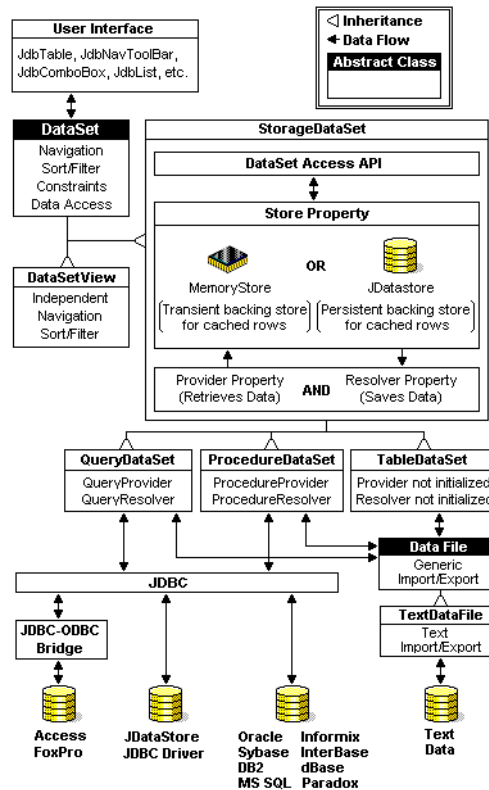 User Interface
JdbTable, JdbNavToolBar,
JdbComboBox, JdbList, etc.
Inheritance
Data Flow
Abstract Class
DataSet
Navigation
Sort/Filter
Constraints
Data Access
DataSetView
Independent
Navigation
Sort/Filter
StorageDataSet
DataSet Access API
Store Property
MemoryStore
OR
JDatastore
(Transient backing store
for cached rows)
(Persistent backing store
for cached rows)
Provider Property
(Retrieves Data)
AND
Resolver Property
(Saves Data)
QueryDataSet
QueryProvider
QueryResolver
ProcedureDataSet
ProcedureProvider
ProcedureResolver
TableDataSet
Provider not initialized
Resolver not initialized
Data File
Generic
Import/Export
JDBC
TextDataFile
Text
Import/Export
JDBC-ODBC
Bridge
Access
FoxPro
JDataStore
JDBC Driver
Oracle
Sybase
DB2
MS SQL
Informix
InterBase
dBase
Paradox
Text
Data